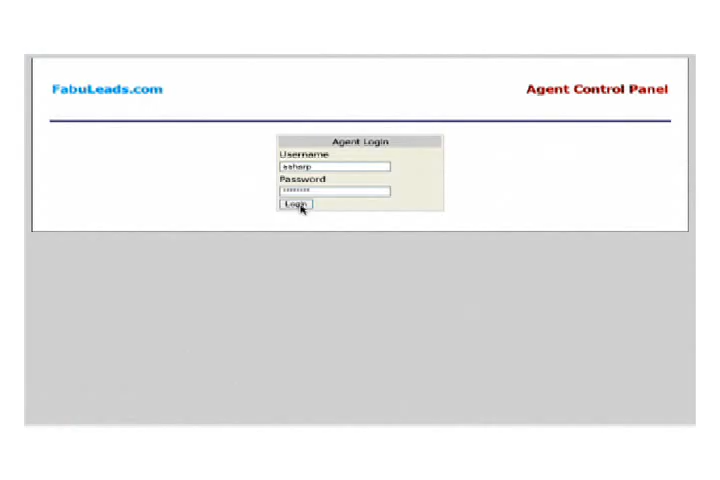 FabuLeads.com
Agent Control Panel
Agent Login
Username
asharp
Password
********
Login